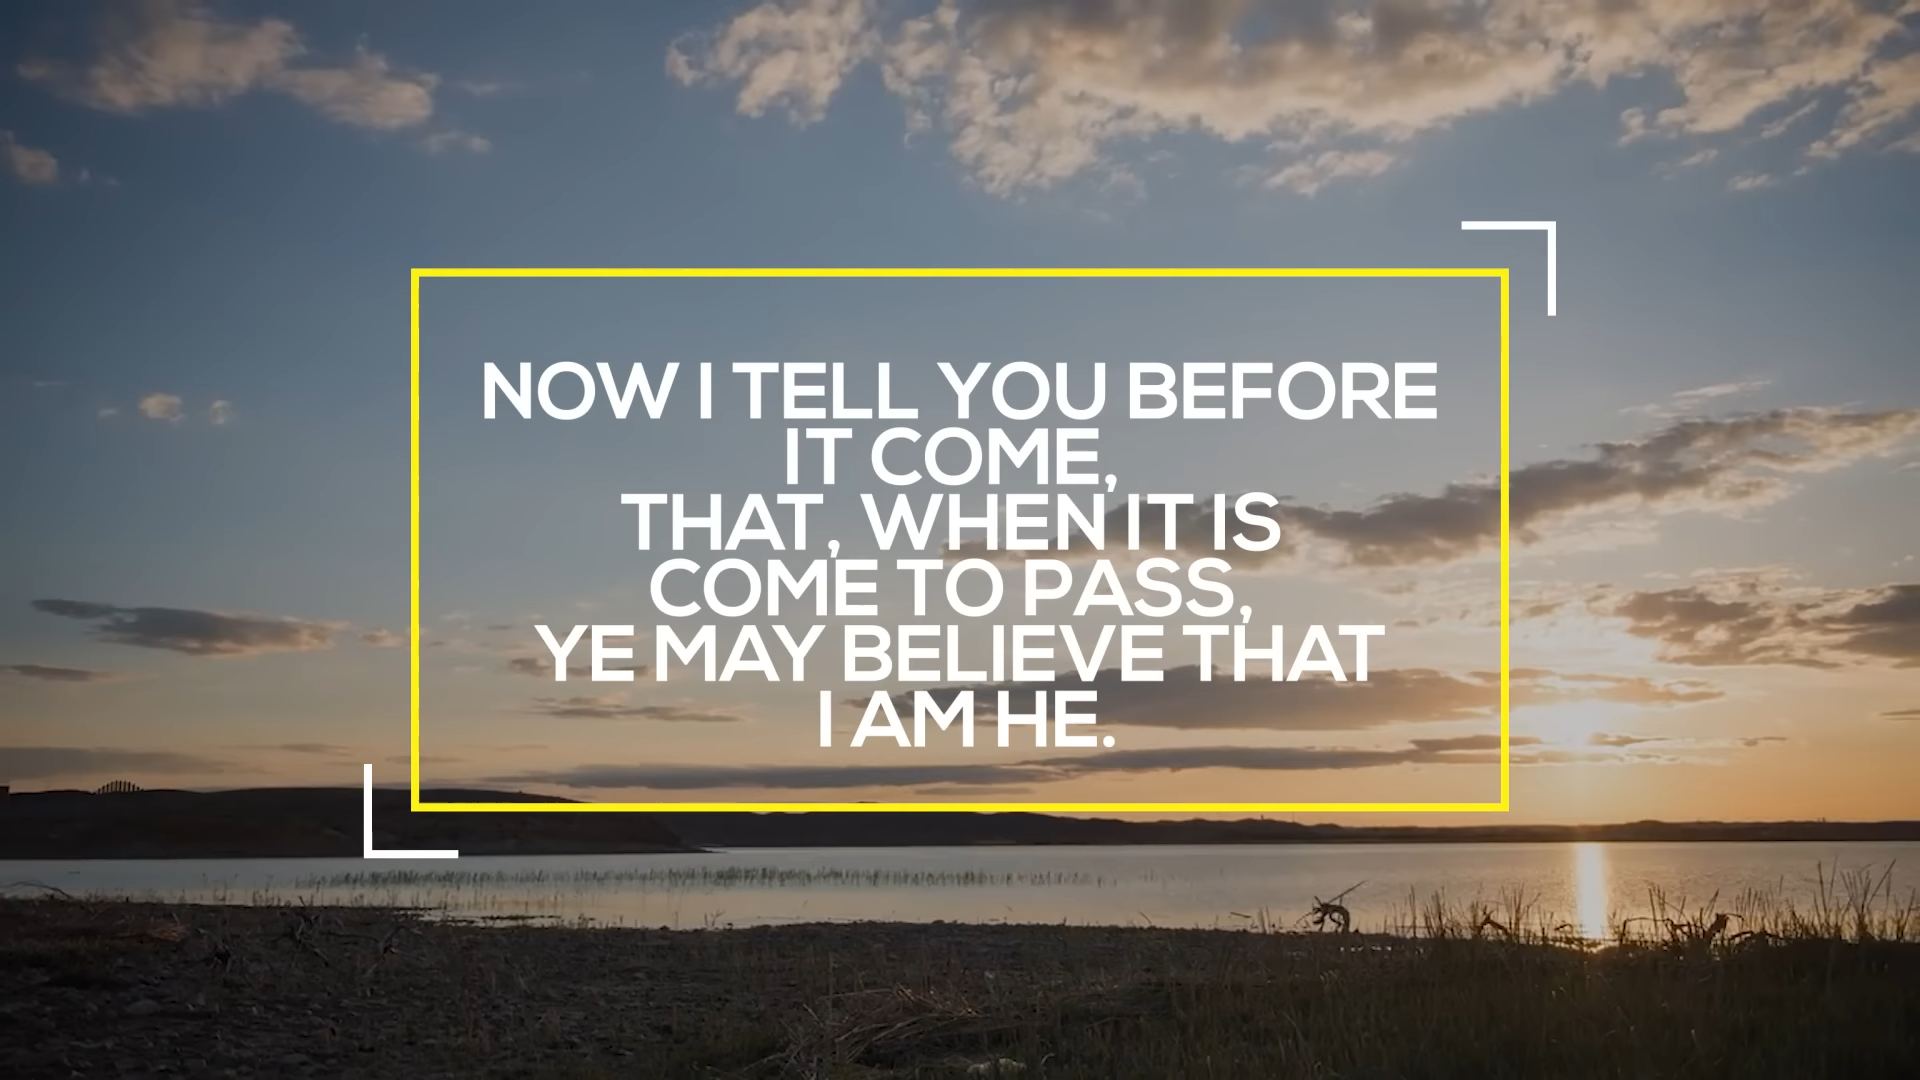 NOW I TELL YOU BEFORE
IT COME,
THAT, WHEN IT IS
COME TO PASS,
YE MAY BELIEVE THAT
I AM HE.